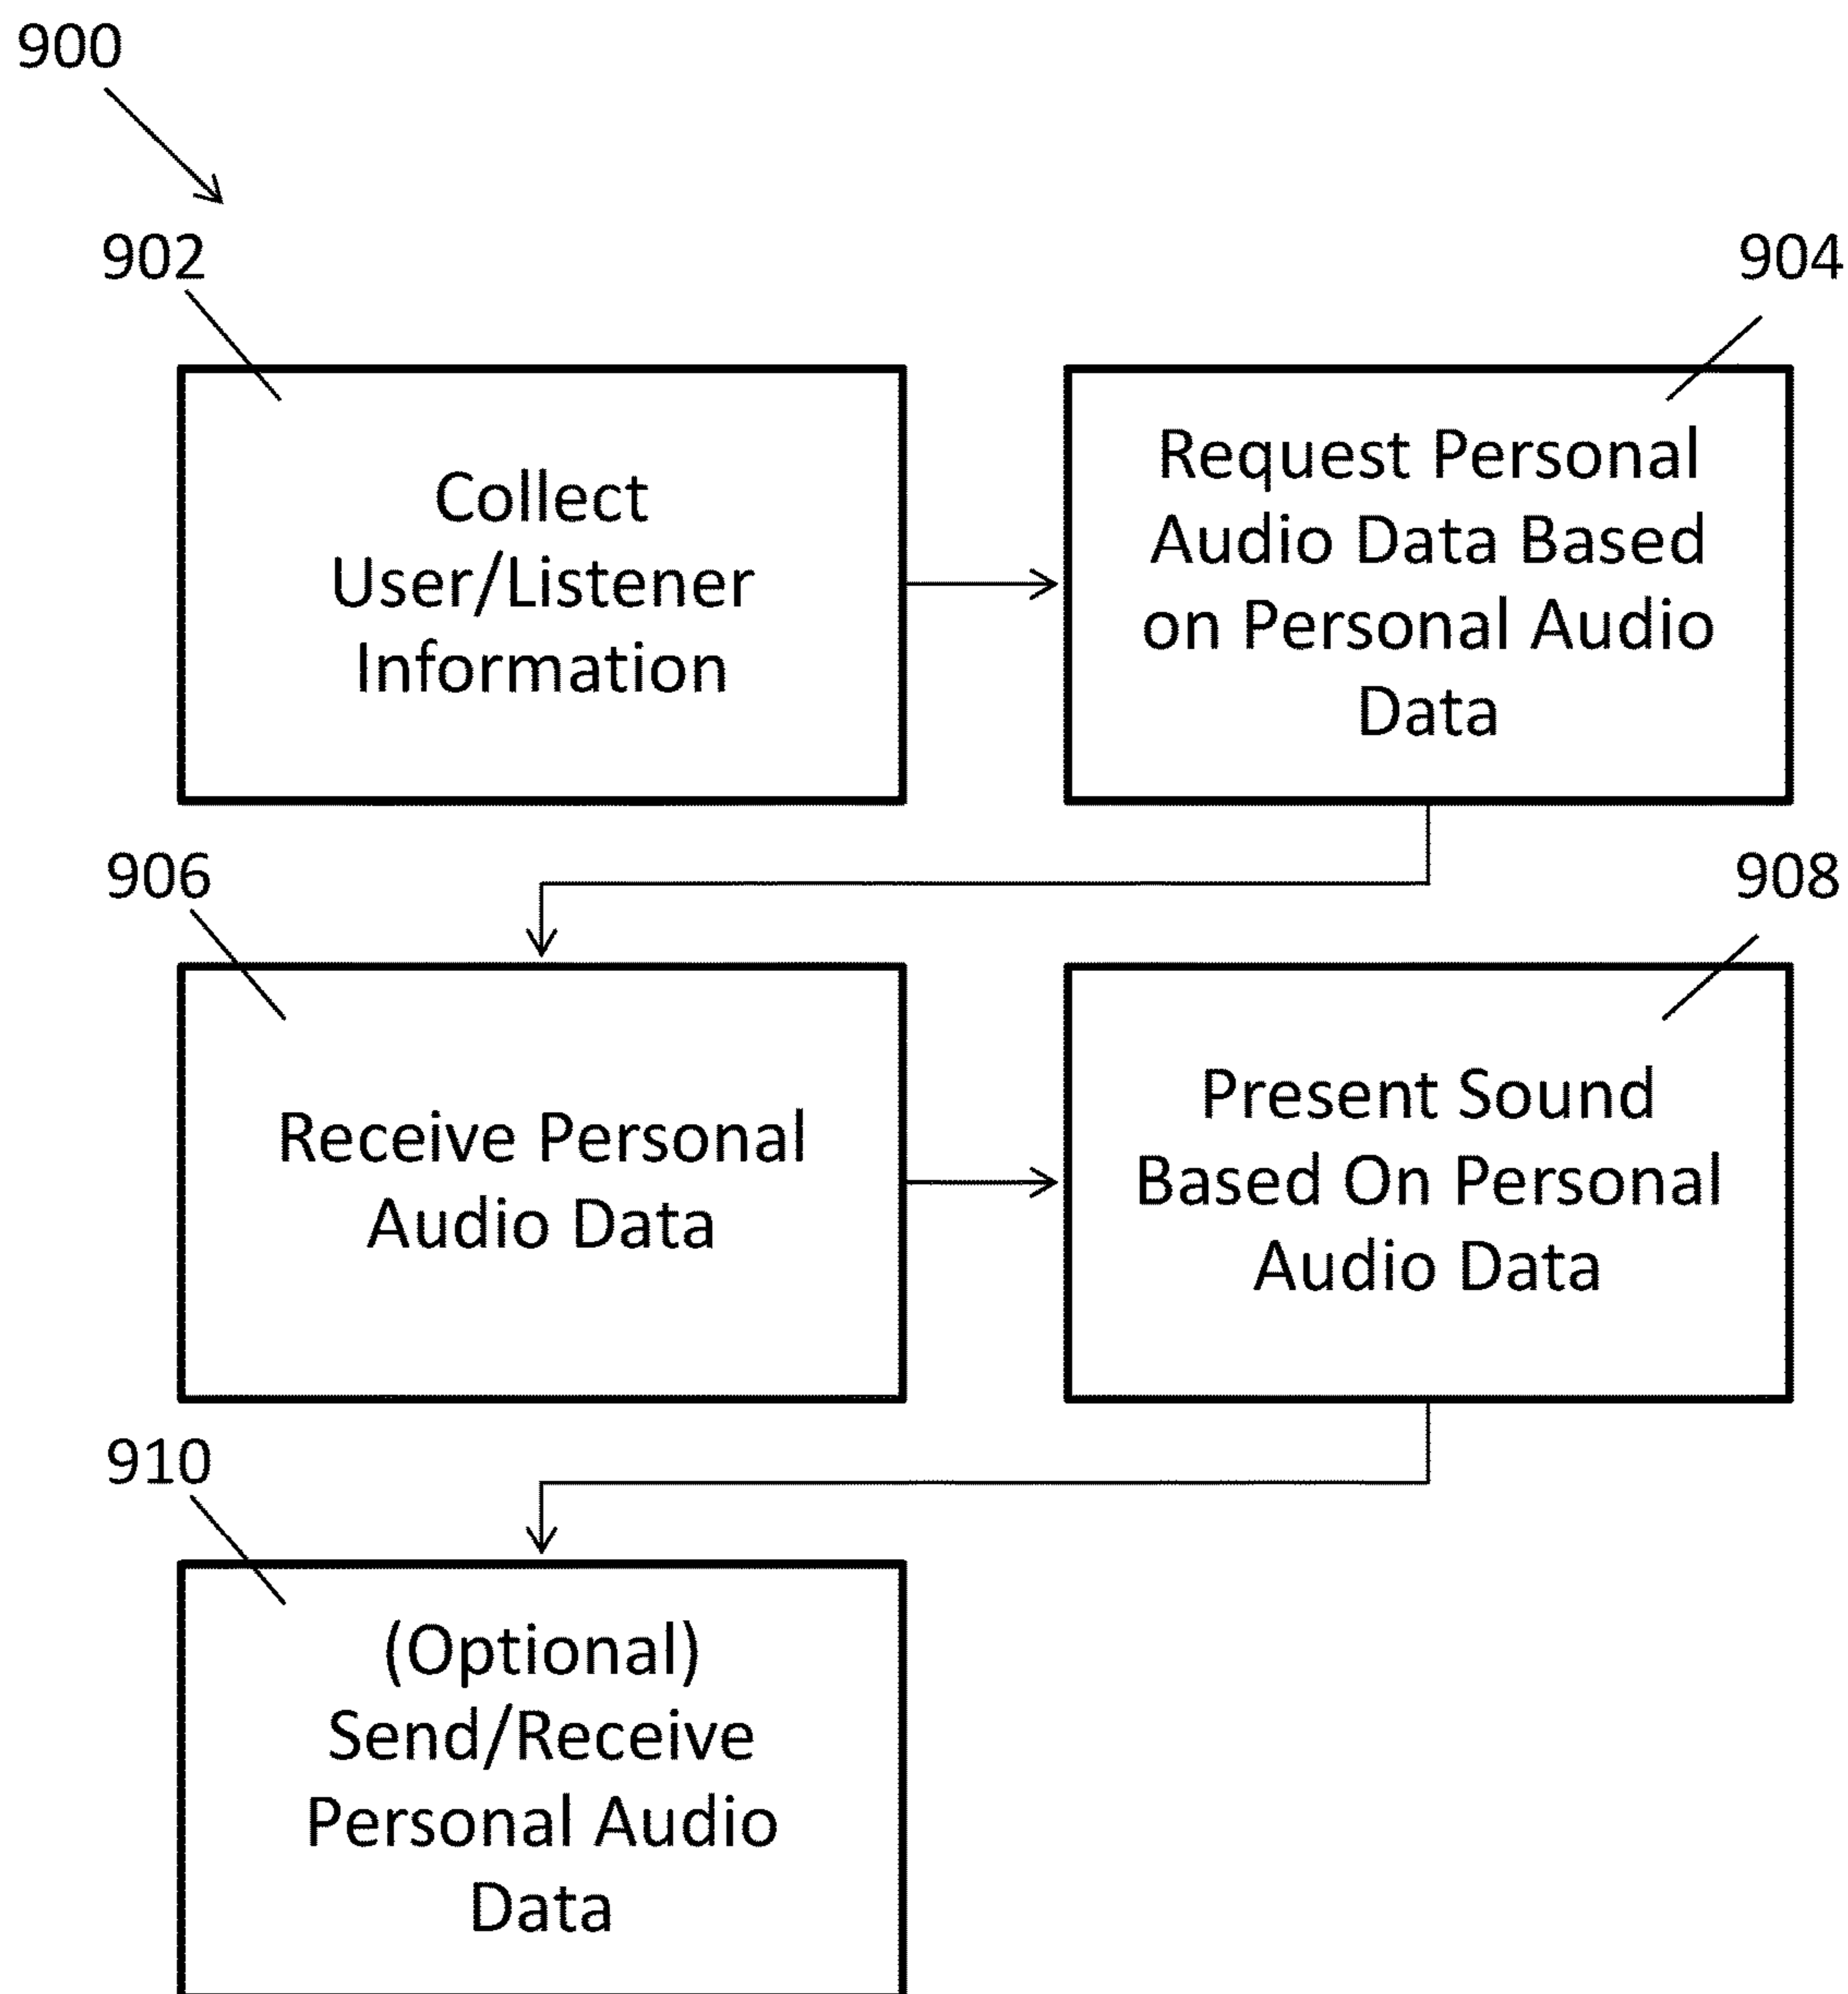 900
902
904
Collect
User/Listener
Information
Request Personal
Audio Data Based
on Personal Audio
Data
906
908
Receive Personal
Audio Data
Present Sound
Based On Personal
Audio Data
910
(Optional)
Send/Receive
Personal Audio
Data